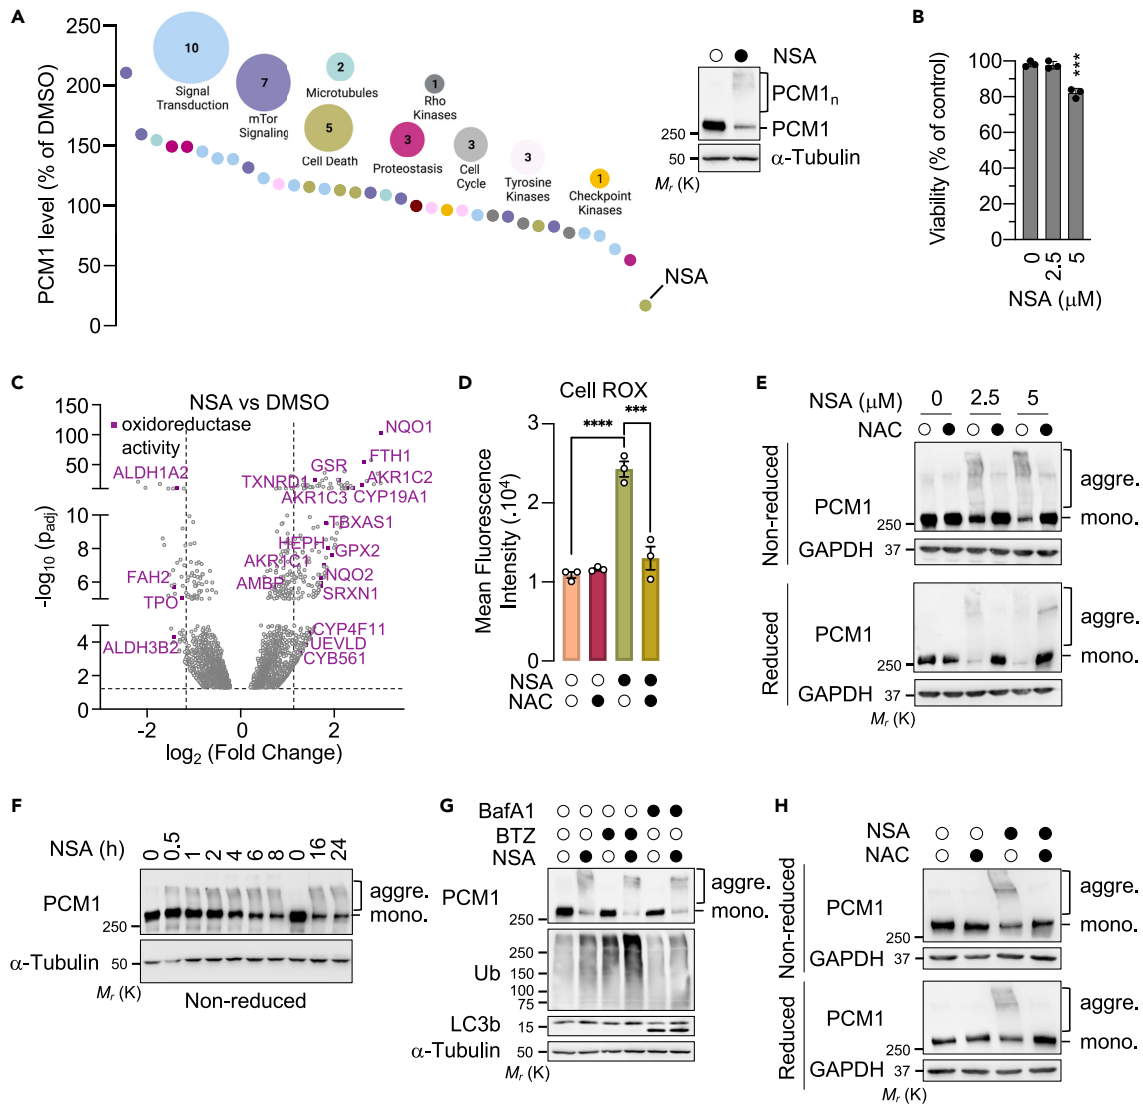 A
PCM1 level (% of DMSO)
250
200
150
100
50
0
10
Signal
Transduction
7
mTor
Signaling
2
Microtubules
5
Cell Death
1
Rho
Kinases
3
Proteostasis
3
Cell
Cycle
3
Tyrosine
Kinases
1
Checkpoint
Kinases
NSA
NSA
PCM1n
PCM1
250
α-Tubulin
50
Mr (K)
B
Viability (% of control)
100
80
60
40
20
0
***
0
2.5
5
NSA (μM)
C
NSA vs DMSO
oxidoreductase
activity
-log10 (padj)
150
100
50
10
8
6
4
2
0
NQO1
FTH1
GSR
ALDH1A2
TXNRD1
AKR1C2
AKR1C3
CYP19A1
TBXAS1
HEPH
GPX2
AKR1C1
FAH2
AMBP
NQO2
TPO
SRXN1
CYP4F11
ALDH3B2
UEVLD
CYB561
-2
0
2
log2 (Fold Change)
D
Cell ROX
Mean Fluorescence
Intensity (.10⁴)
3
2
1
0
****
***
NSA
NAC
E
NSA (μM)
0
2.5
5
NAC
Non-reduced
PCM1
250
aggre.
mono.
GAPDH
37
Reduced
PCM1
250
aggre.
mono.
GAPDH
37
Mr (K)
F
NSA (h)
0
0.5
1
2
4
6
8
0
16
24
PCM1
250
aggre.
mono.
α-Tubulin
50
Mr (K)
Non-reduced
G
BafA1
BTZ
NSA
PCM1
250
aggre.
mono.
Ub
250
150
100
75
LC3b
15
α-Tubulin
50
Mr (K)
H
NSA
NAC
Non-reduced
PCM1
250
aggre.
mono.
GAPDH
37
Reduced
PCM1
250
aggre.
mono.
GAPDH
37
Mr (K)